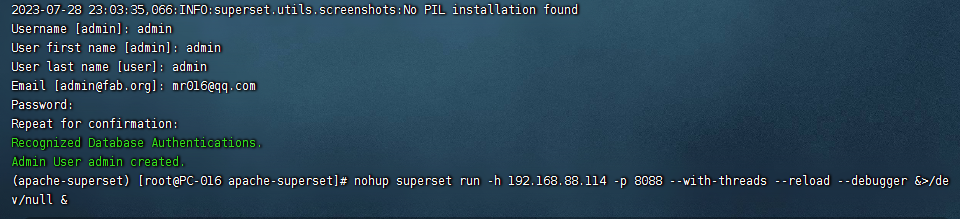 2023-07-28 23:03:35,066:INFO:superset.utils.screenshots:No PIL installation found
Username [admin]: admin
User first name [admin]: admin
User last name [user]: admin
Email [admin@fab.org]: mr016@qq.com
Password:
Repeat for confirmation:
Recognized Database Authentications.
Admin User admin created.
(apache-superset) [root@PC-016 apache-superset]# nohup superset run -h 192.168.88.114 -p 8088 --with-threads --reload --debugger &>/de
v/null &